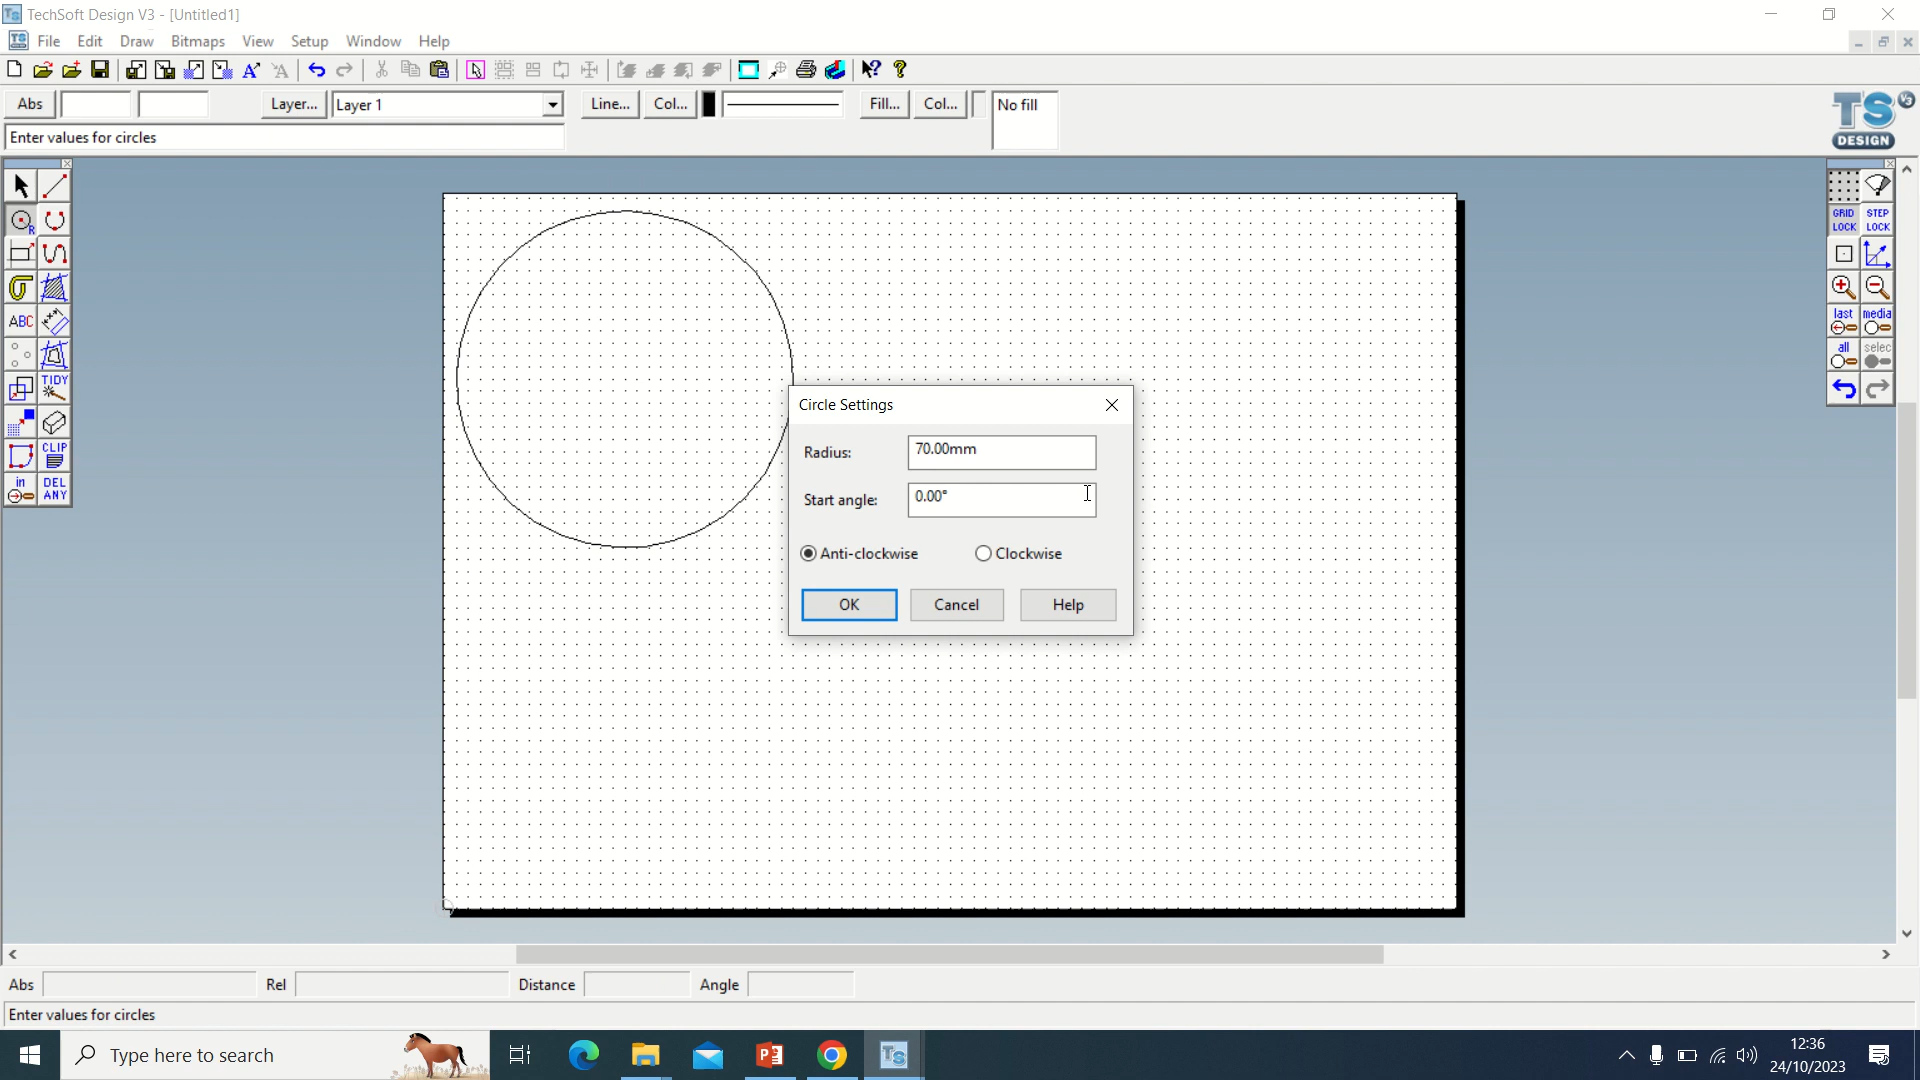 TS TechSoft Design V3 - [Untitled1]
File Edit Draw Bitmaps View Setup Window Help
Abs Layer... Layer 1 Line... Col... Fill... Col... No fill
Enter values for circles
TS V3
DESIGN
ABC
TIDY
CLIP
in DEL ANY
GRID LOCK STEP LOCK
last media
all selec
Circle Settings
Radius: 70.00mm
Start angle: 0.00°
Anti-clockwise Clockwise
OK Cancel Help
Abs Rel Distance Angle
Enter values for circles
Type here to search
12:36
24/10/2023